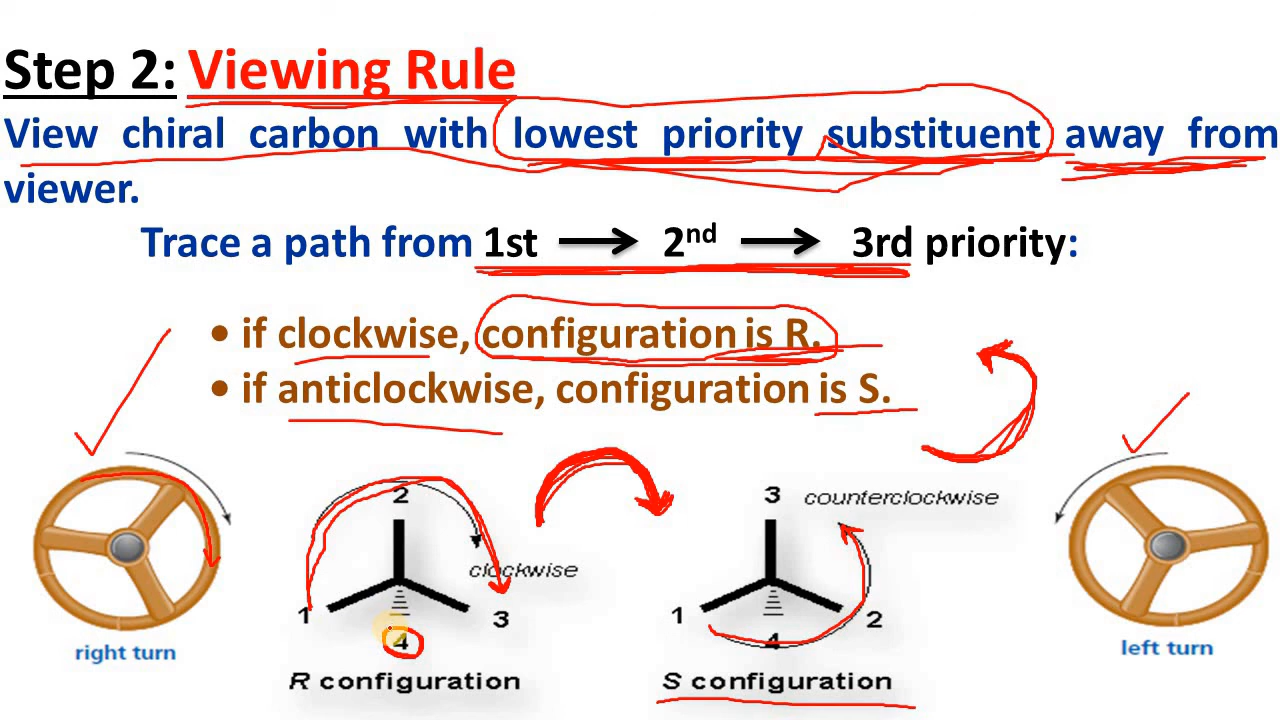 Step 2: Viewing Rule
View chiral carbon with lowest priority substituent away from
viewer.
Trace a path from 1st → 2nd → 3rd priority:
• if clockwise, configuration is R.
• if anticlockwise, configuration is S.
2
clockwise
1
3
4
R configuration
right turn
3
counterclockwise
1
2
4
S configuration
left turn